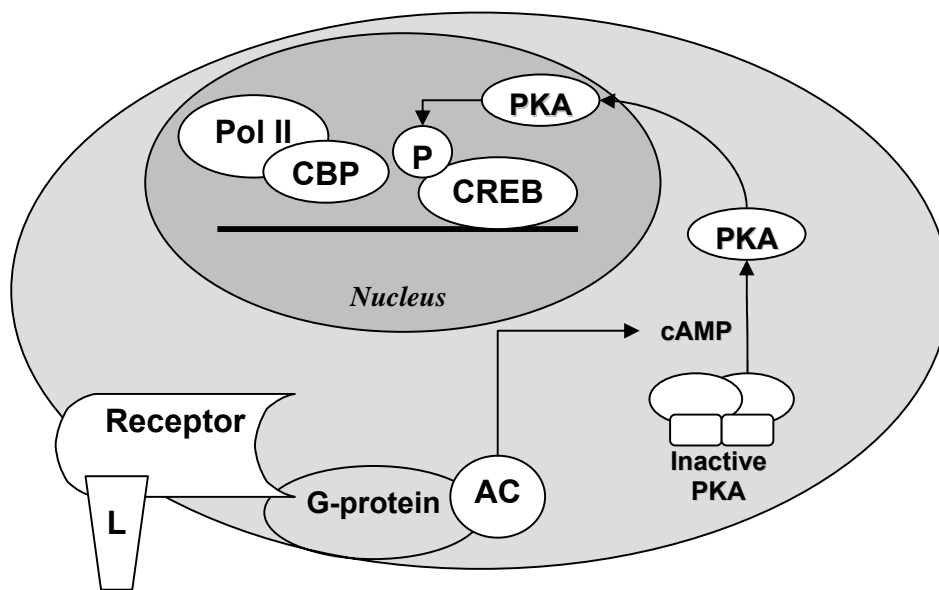 PKA
Pol II
P
CBP
CREB
PKA
Nucleus
cAMP
Receptor
Inactive
PKA
G-protein
AC
L